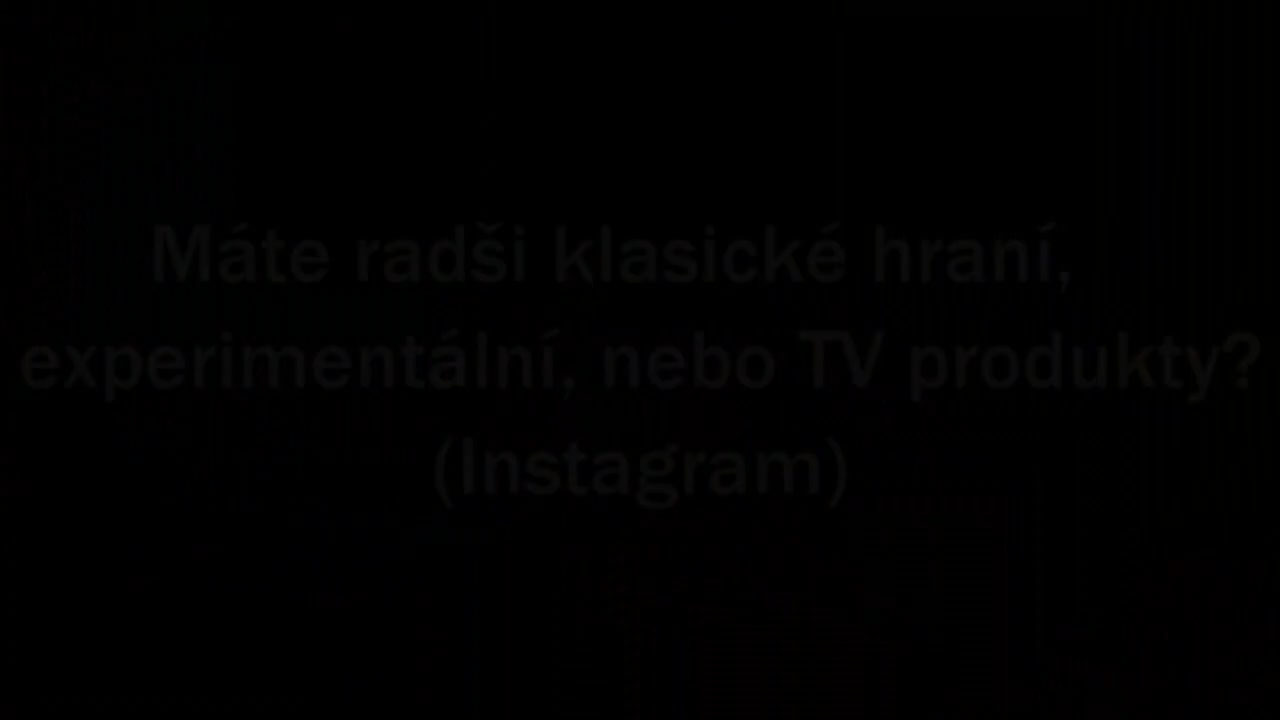 Máte radši klasické hraní,
experimentální, nebo TV produkty?
(Instagram)